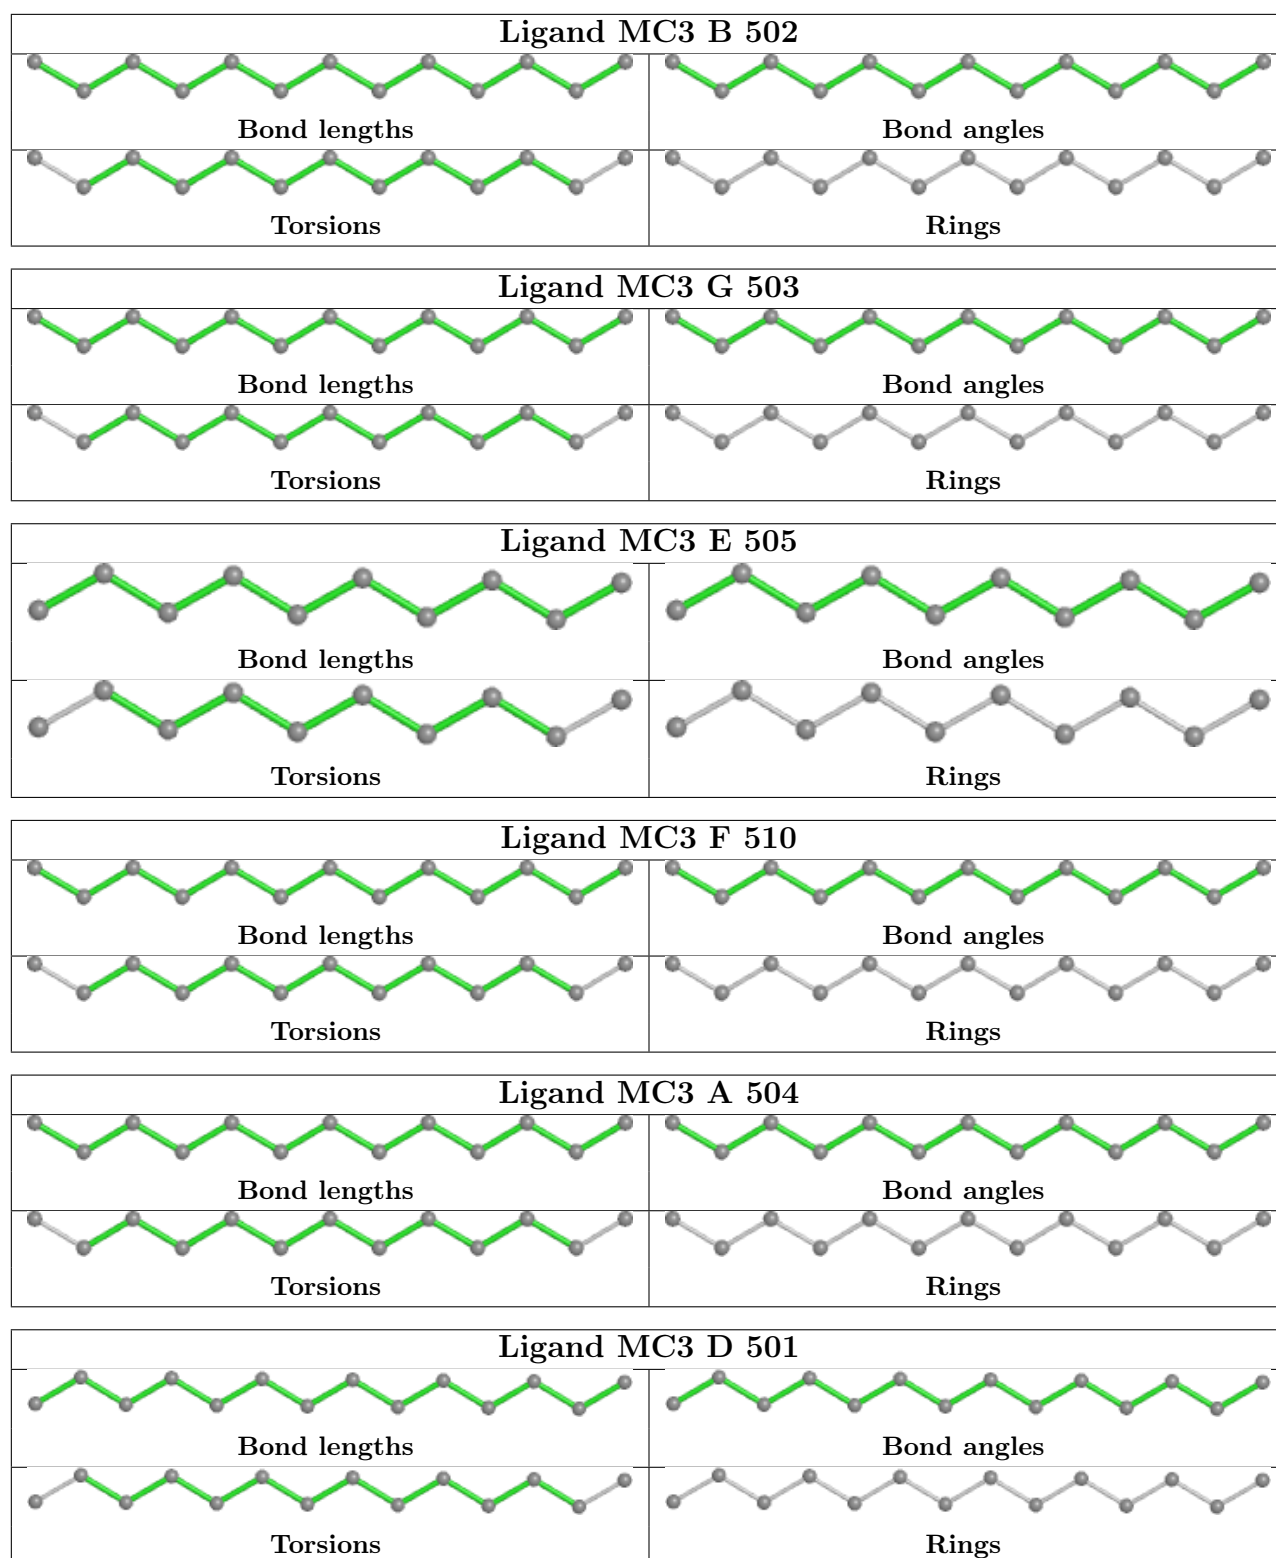 Ligand MC3 B 502
Bond lengths Bond angles
Torsions Rings
Ligand MC3 G 503
Bond lengths Bond angles
Torsions Rings
Ligand MC3 E 505
Bond lengths Bond angles
Torsions Rings
Ligand MC3 F 510
Bond lengths Bond angles
Torsions Rings
Ligand MC3 A 504
Bond lengths Bond angles
Torsions Rings
Ligand MC3 D 501
Bond lengths Bond angles
Torsions Rings